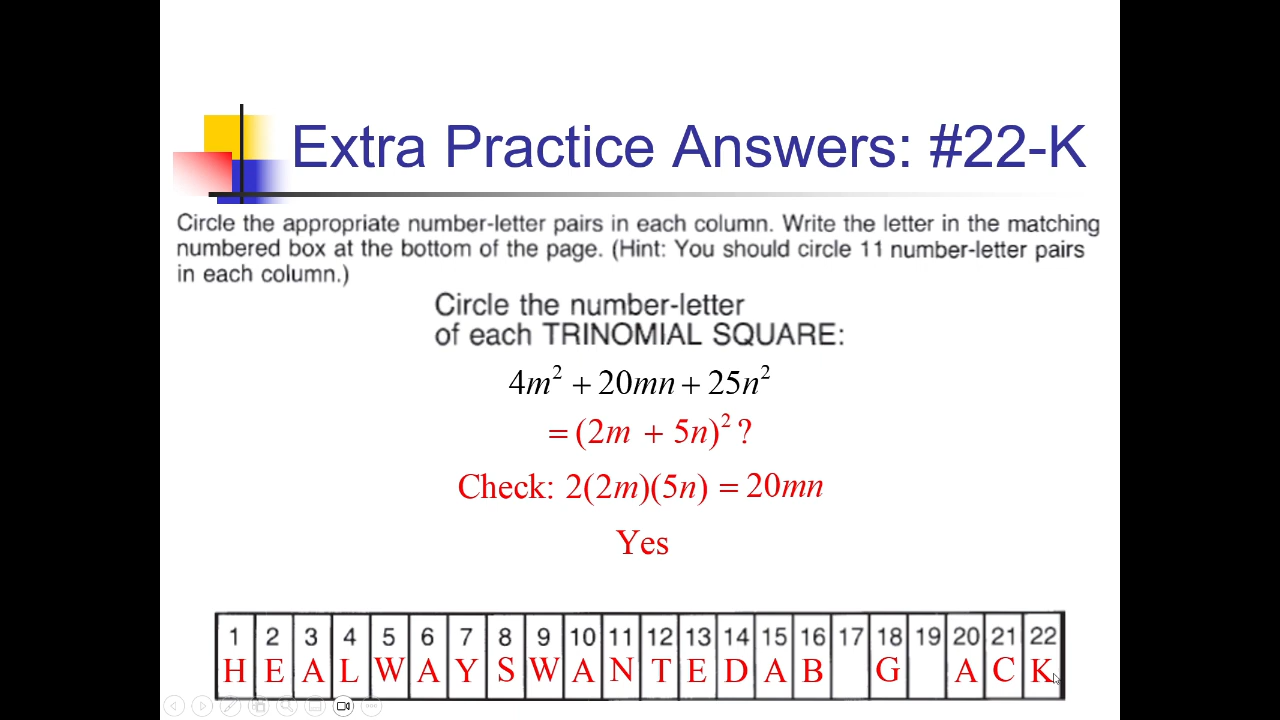 Extra Practice Answers: #22-K
Circle the appropriate number-letter pairs in each column. Write the letter in the matching
numbered box at the bottom of the page. (Hint: You should circle 11 number-letter pairs
in each column.)
Circle the number-letter
of each TRINOMIAL SQUARE:
4m² + 20mn + 25n²
= (2m + 5n)² ?
Check: 2(2m)(5n) = 20mn
Yes
1 2 3 4 5 6 7 8 9 10 11 12 13 14 15 16 17 18 19 20 21 22
H E A L W A Y S W A N T E D A B G A C K